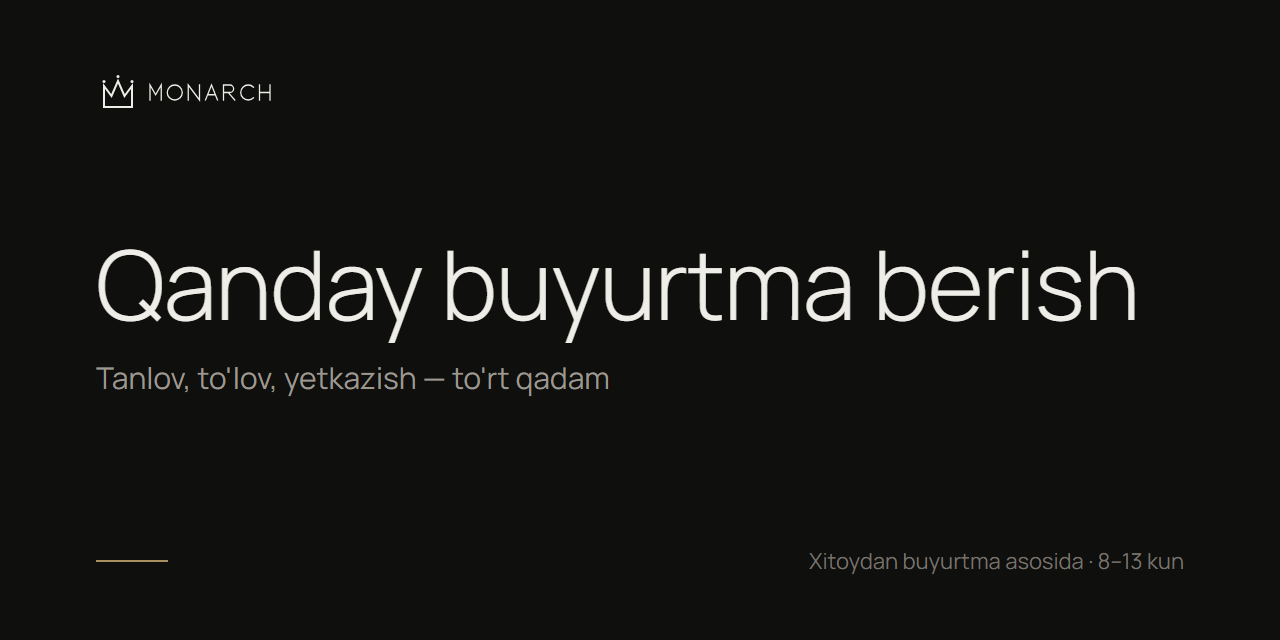 MONARCH
Qanday buyurtma berish
Tanlov, to'lov, yetkazish — to'rt qadam
Xitoydan buyurtma asosida · 8–13 kun